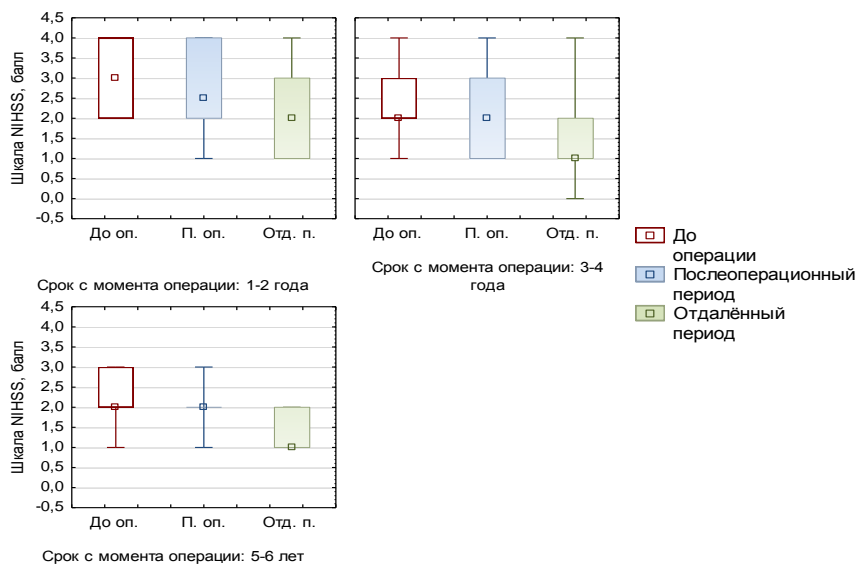 Шкала NIHSS, балл
4,5
4,0
3,5
3,0
2,5
2,0
1,5
1,0
0,5
0,0
-0,5
До оп. П. оп. Отд. п.
Срок с момента операции: 1-2 года
До оп. П. оп. Отд. п.
Срок с момента операции: 3-4
года
До
операции
Послеоперационный
период
Отдалённый
период
Шкала NIHSS, балл
4,5
4,0
3,5
3,0
2,5
2,0
1,5
1,0
0,5
0,0
-0,5
До оп. П. оп. Отд. п.
Срок с момента операции: 5-6 лет